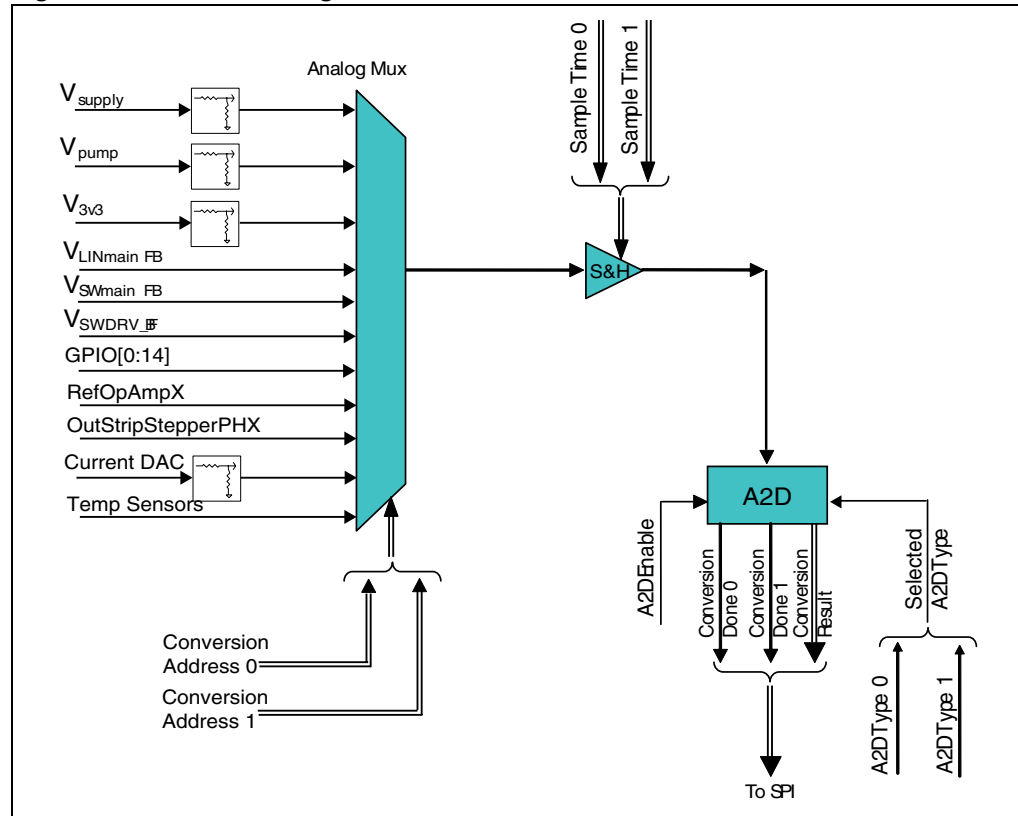 Analog Mux
Sample Time 0
Sample Time 1
Vsupply
Vpump
V3v3
VLINmain FB
VSWmain FB
GPIO[0:14]
RefOpAmpX
OutStripStepperPHX
Current DAC
Temp Sensors
S&H
A2D
A2DEnable
Conversion
Done 0
Conversion
Done 1
Conversion
Result
Selected
A2DType
A2DType 0
A2DType 1
Conversion
Address 0
Conversion
Address 1
To SPI